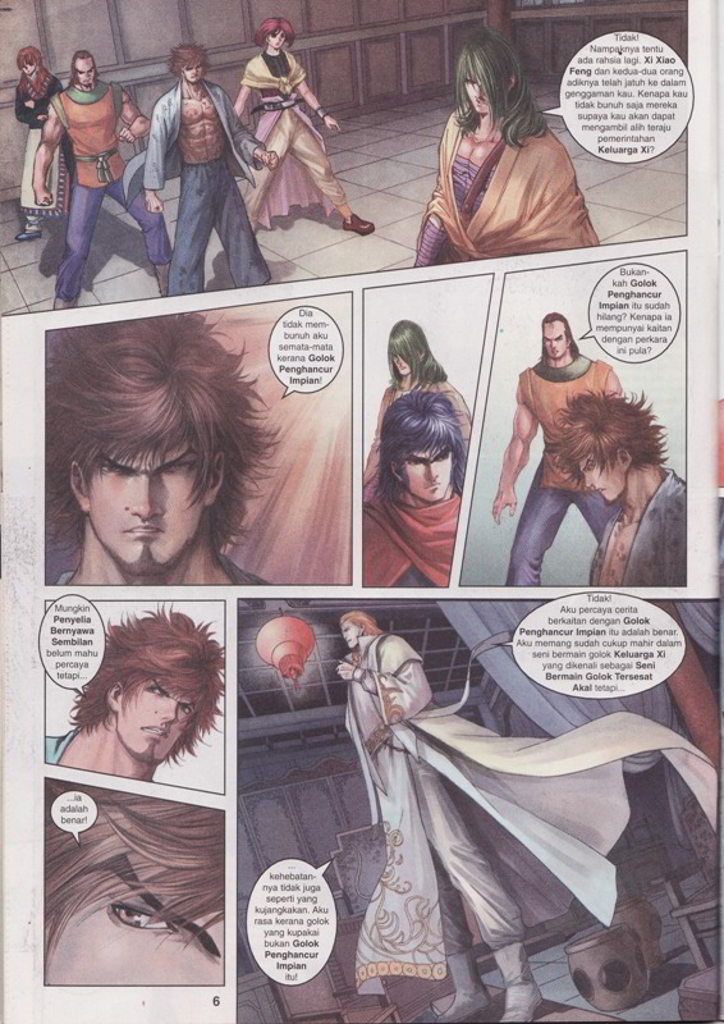 Tidak!
Nampaknya tentu
ada rahsia lagi. Xi Xiao
Feng dan kedua-dua orang
adiknya telah jatuh ke dalam
genggaman kau. Kenapa kau
tidak bunuh saja mereka
supaya kau akan dapat
mengambil alih teraju
pemerintahan
Keluarga Xi?
Dia
tidak mem-
bunuh aku
semata-mata
kerana Golok
Penghancur
Impian!
Bukan-
kah Golok
Penghancur
Impian itu sudah
hilang? Kenapa ia
mempunyai kaitan
dengan perkara
ini pula?
Mungkin
Penyelia
Bernyawa
Sembilan
belum mahu
percaya
tetapi...
...ia
adalah
benar!
Tidak!
Aku percaya cerita
berkaitan dengan Golok
Penghancur Impian itu adalah benar.
Aku memang sudah cukup mahir dalam
seni bermain golok Keluarga Xi
yang dikenali sebagai Seni
Bermain Golok Tersesat
Akal tetapi...
kehebatan-
nya tidak juga
seperti yang
kujangkakan. Aku
rasa kerana golok
yang kupakai
bukan Golok
Penghancur
Impian
itu!
6